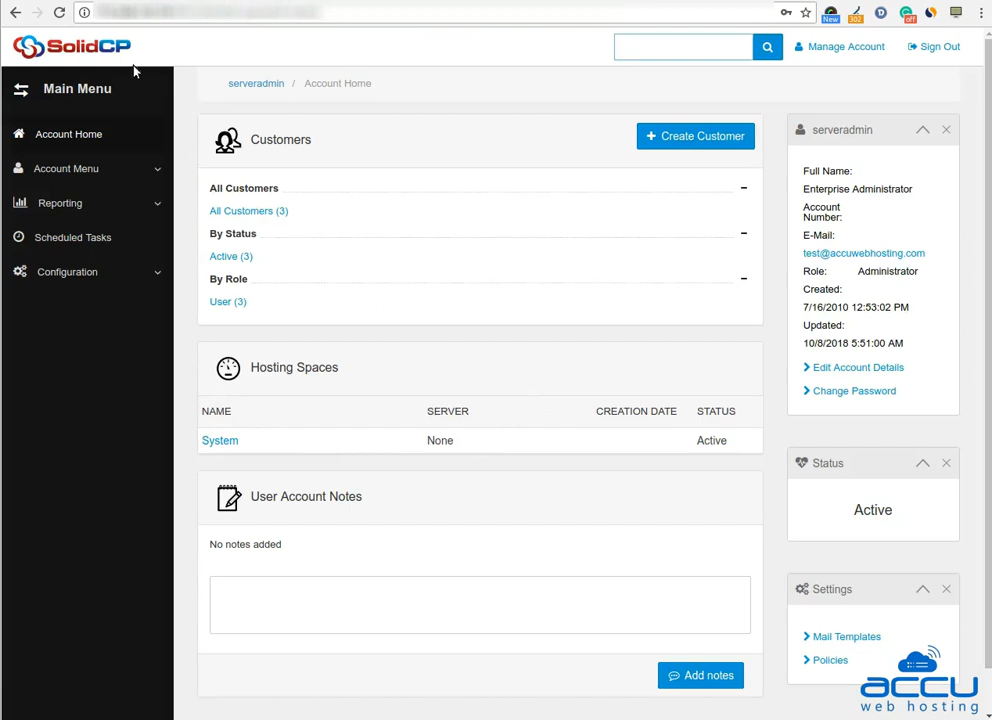 New
302
D
off
SolidCP
Manage Account
Sign Out
Main Menu
Account Home
Account Menu
Reporting
Scheduled Tasks
Configuration
serveradmin / Account Home
Customers
+ Create Customer
All Customers
All Customers (3)
By Status
Active (3)
By Role
User (3)
Hosting Spaces
NAME SERVER CREATION DATE STATUS
System None Active
User Account Notes
No notes added
Add notes
serveradmin
Full Name:
Enterprise Administrator
Account
Number:
E-Mail:
test@accuwebhosting.com
Role: Administrator
Created:
7/16/2010 12:53:02 PM
Updated:
10/8/2018 5:51:00 AM
Edit Account Details
Change Password
Status
Active
Settings
Mail Templates
Policies
accu
web hosting